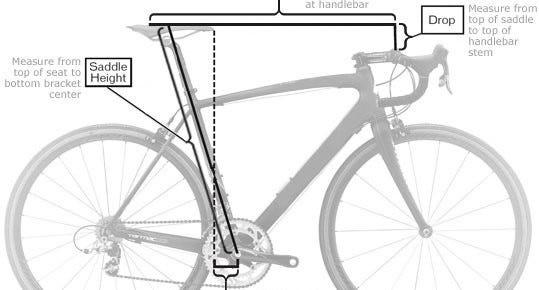 at handlebar
Drop
Measure from
top of saddle
to top of
handlebar
stem
Measure from
top of seat to
bottom bracket
center
Saddle
Height